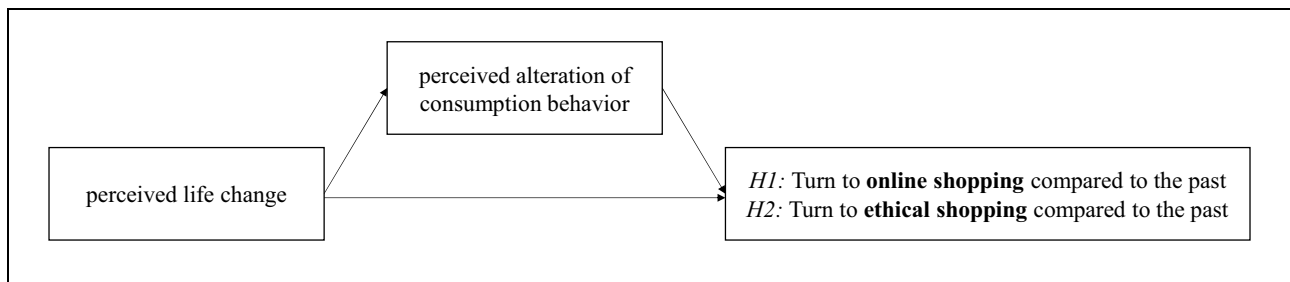 perceived alteration of
consumption behavior
perceived life change
H1: Turn to online shopping compared to the past
H2: Turn to ethical shopping compared to the past